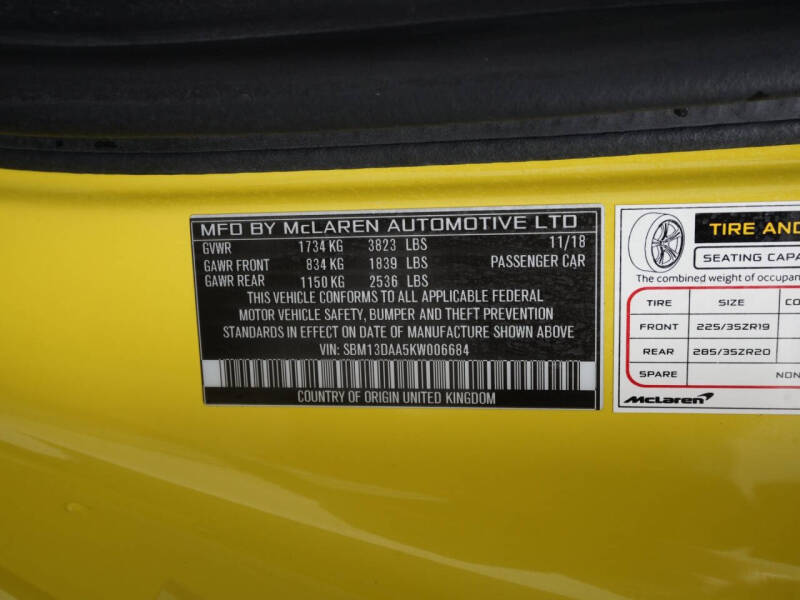 MFD BY McLAREN AUTOMOTIVE LTD
GVWR 1734 KG 3823 LBS 11/18
GAWR FRONT 834 KG 1839 LBS PASSENGER CAR
GAWR REAR 1150 KG 2536 LBS
THIS VEHICLE CONFORMS TO ALL APPLICABLE FEDERAL
MOTOR VEHICLE SAFETY, BUMPER AND THEFT PREVENTION
STANDARDS IN EFFECT ON DATE OF MANUFACTURE SHOWN ABOVE
VIN: SBM13DAA5KW006684
COUNTRY OF ORIGIN UNITED KINGDOM
TIRE AND
SEATING CAPA
The combined weight of occupan
TIRE SIZE CO
FRONT 225/35ZR19
REAR 285/35ZR20
SPARE NON
McLaren